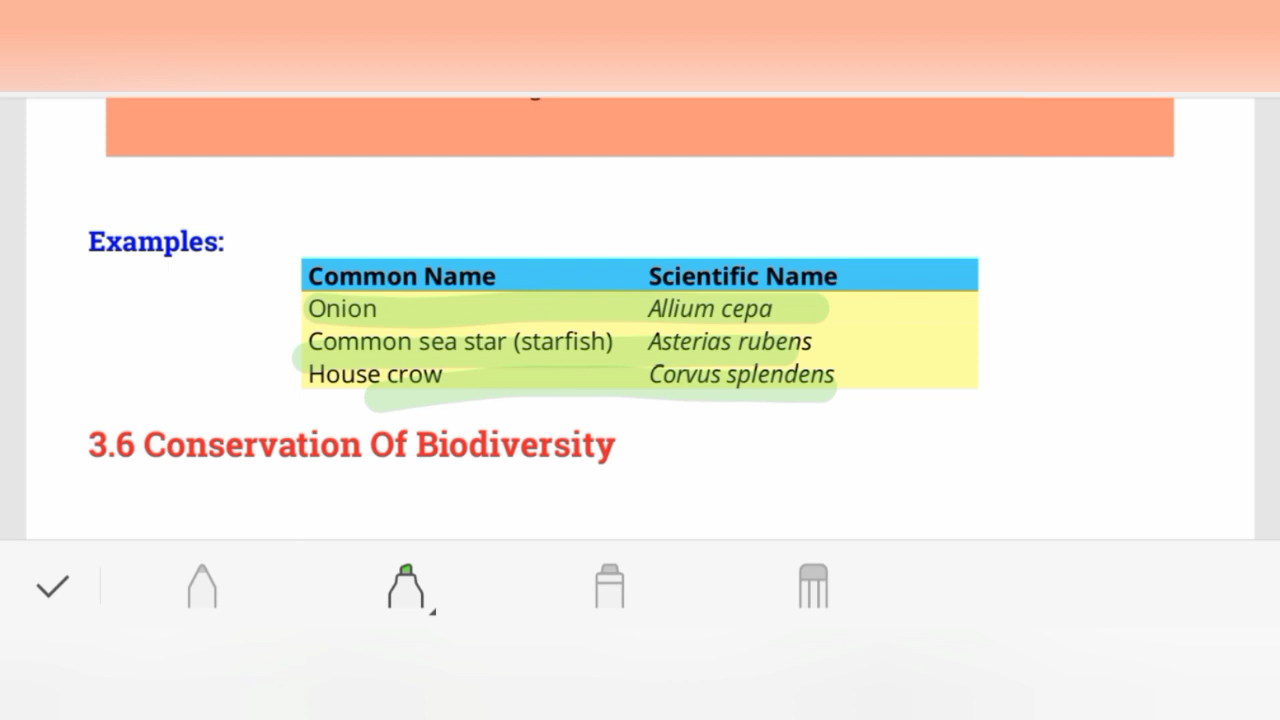 Examples:
Common Name Scientific Name
Onion Allium cepa
Common sea star (starfish) Asterias rubens
House crow Corvus splendens
3.6 Conservation Of Biodiversity